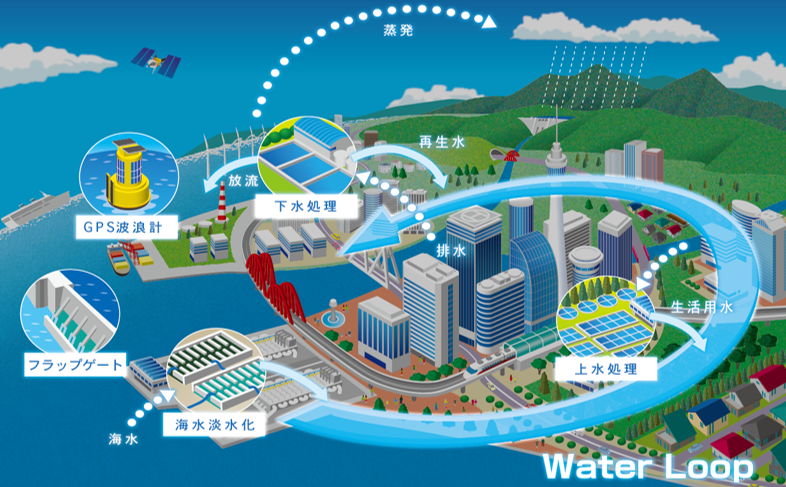 蒸発
再生水
放流
下水処理
GPS波浪計
排水
生活用水
フラップゲート
上水処理
海水淡水化
海水
Water Loop